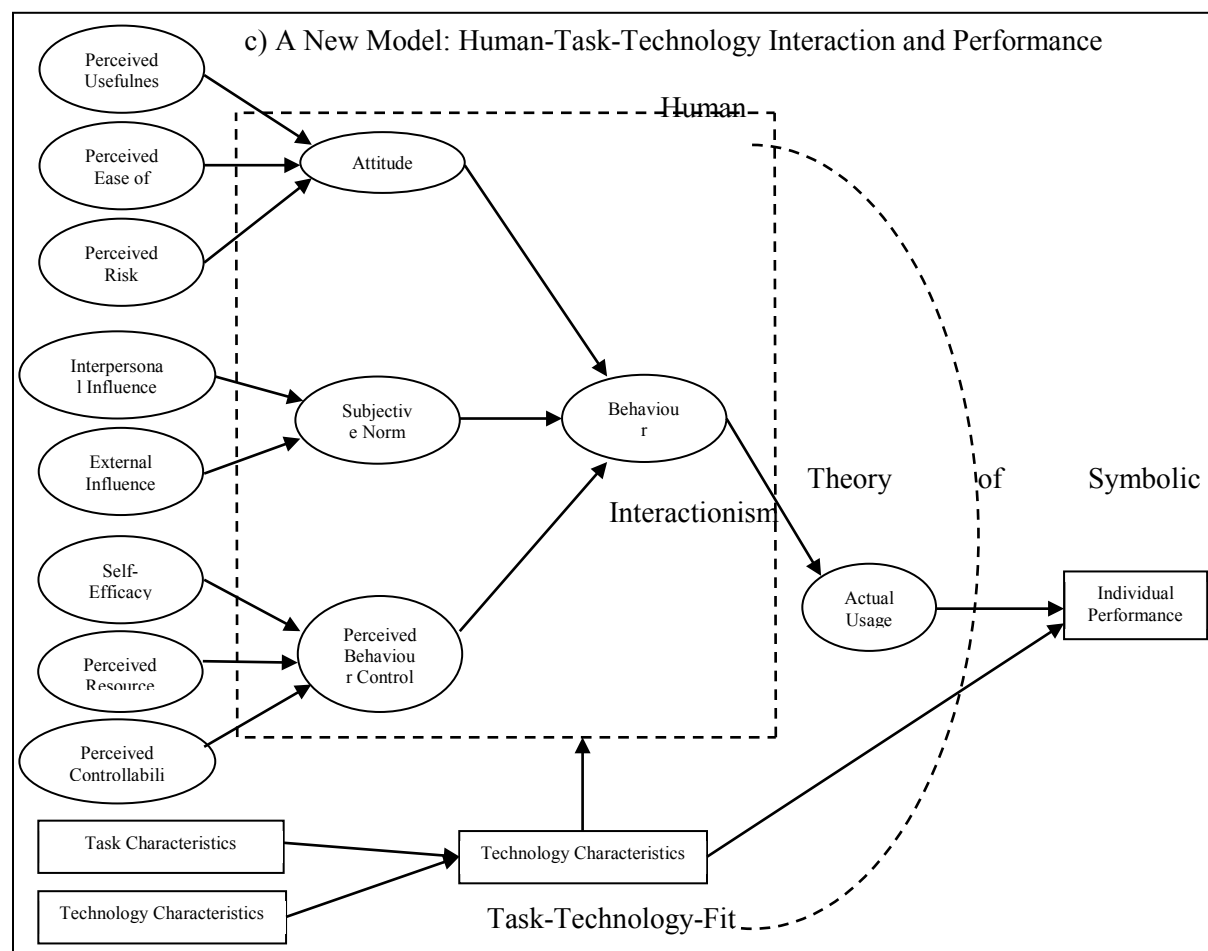 c) A New Model: Human-Task-Technology Interaction and Performance
Perceived
Usefulnes
Human
Perceived
Ease of
Attitude
Perceived
Risk
Interpersona
l Influence
Subjectiv
e Norm
Behaviou
r
External
Influence
Theory of Symbolic
Interactionism
Self-
Efficacy
Perceived
Behaviou
r Control
Actual
Usage
Individual
Performance
Perceived
Resource
Perceived
Controllabili
Task Characteristics
Technology Characteristics
Technology Characteristics
Task-Technology-Fit